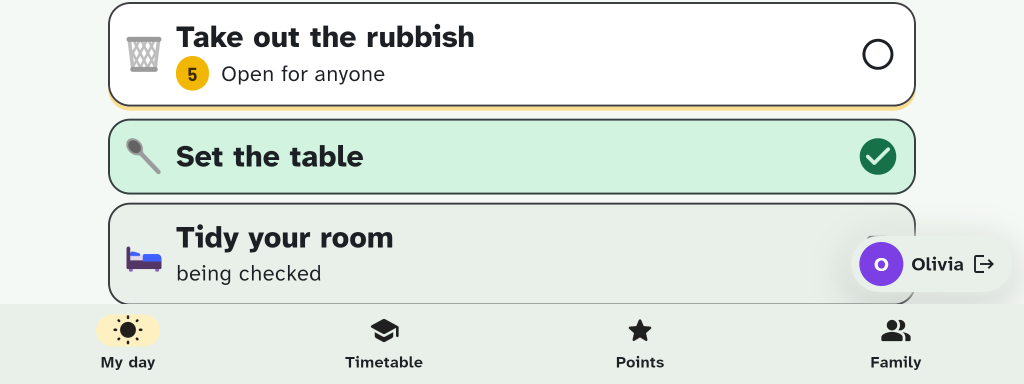 Take out the rubbish
5 Open for anyone
Set the table
Tidy your room
being checked
O Olivia
My day Timetable Points Family